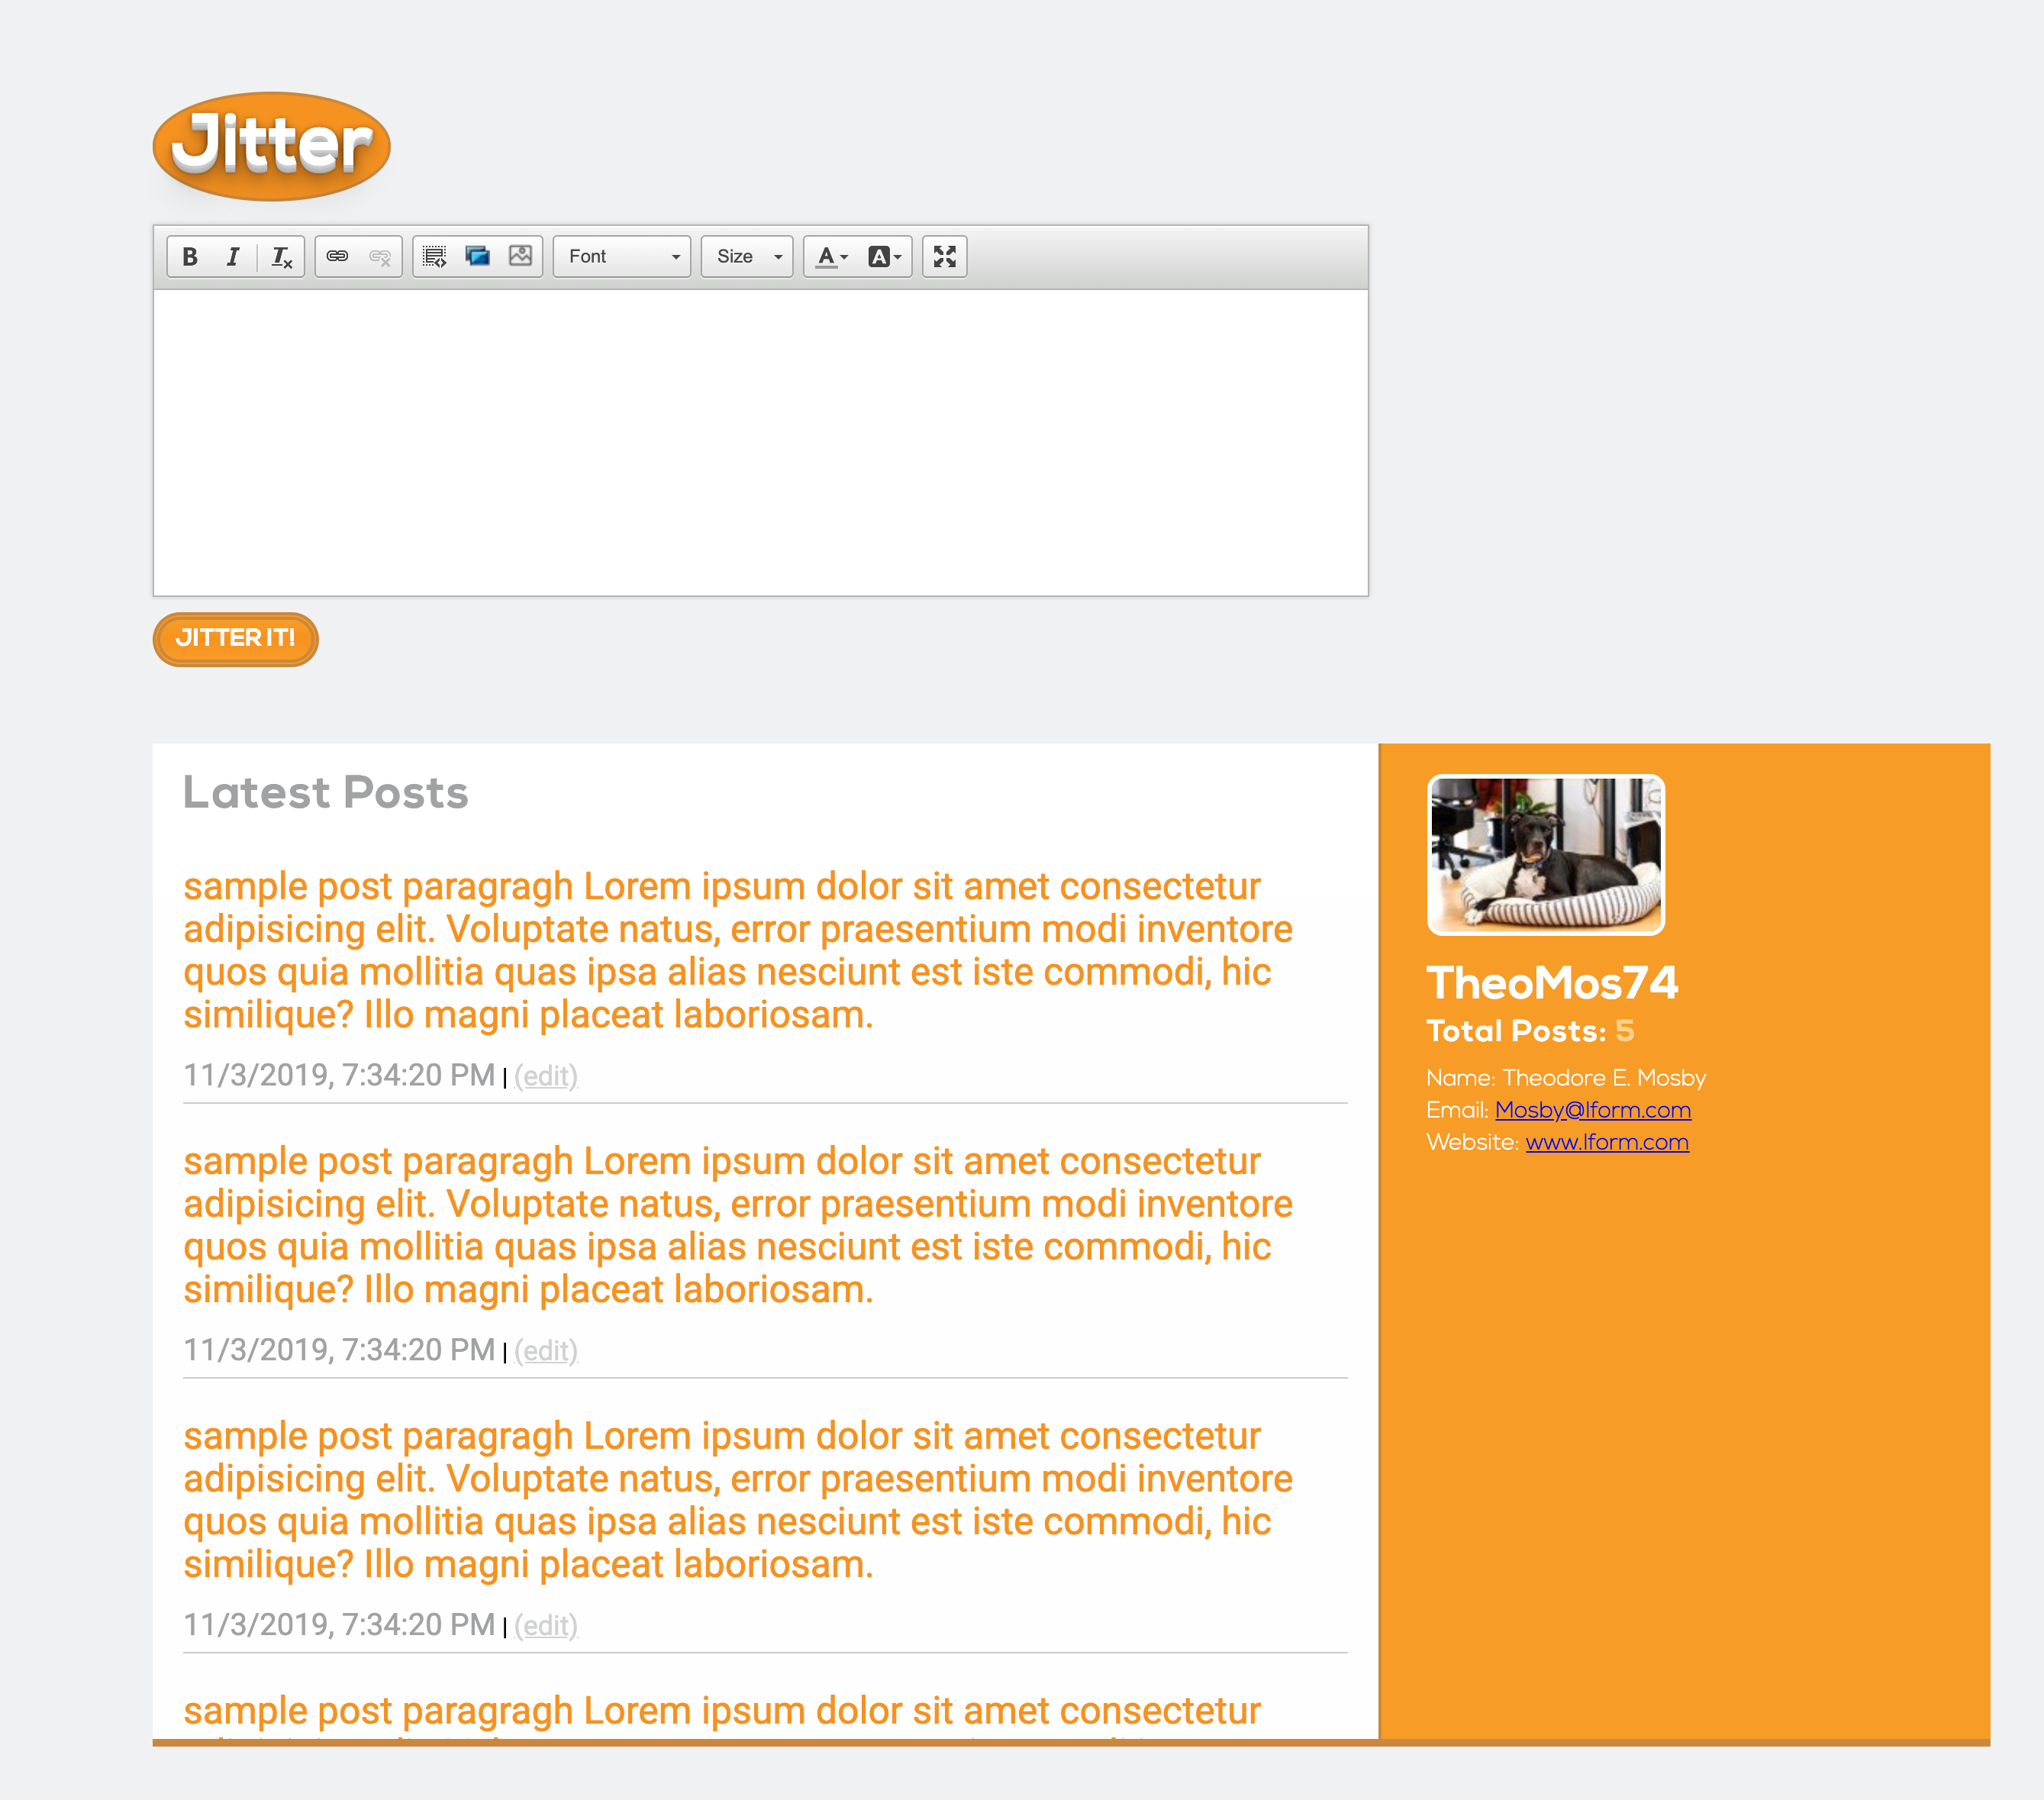 Jitter
Font
Size
JITTER IT!
Latest Posts
sample post paragragh Lorem ipsum dolor sit amet consectetur
adipisicing elit. Voluptate natus, error praesentium modi inventore
quos quia mollitia quas ipsa alias nesciunt est iste commodi, hic
similique? Illo magni placeat laboriosam.
11/3/2019, 7:34:20 PM | (edit)
sample post paragragh Lorem ipsum dolor sit amet consectetur
adipisicing elit. Voluptate natus, error praesentium modi inventore
quos quia mollitia quas ipsa alias nesciunt est iste commodi, hic
similique? Illo magni placeat laboriosam.
11/3/2019, 7:34:20 PM | (edit)
sample post paragragh Lorem ipsum dolor sit amet consectetur
adipisicing elit. Voluptate natus, error praesentium modi inventore
quos quia mollitia quas ipsa alias nesciunt est iste commodi, hic
similique? Illo magni placeat laboriosam.
11/3/2019, 7:34:20 PM | (edit)
sample post paragragh Lorem ipsum dolor sit amet consectetur
TheoMos74
Total Posts: 5
Name: Theodore E. Mosby
Email: Mosby@lform.com
Website: www.lform.com